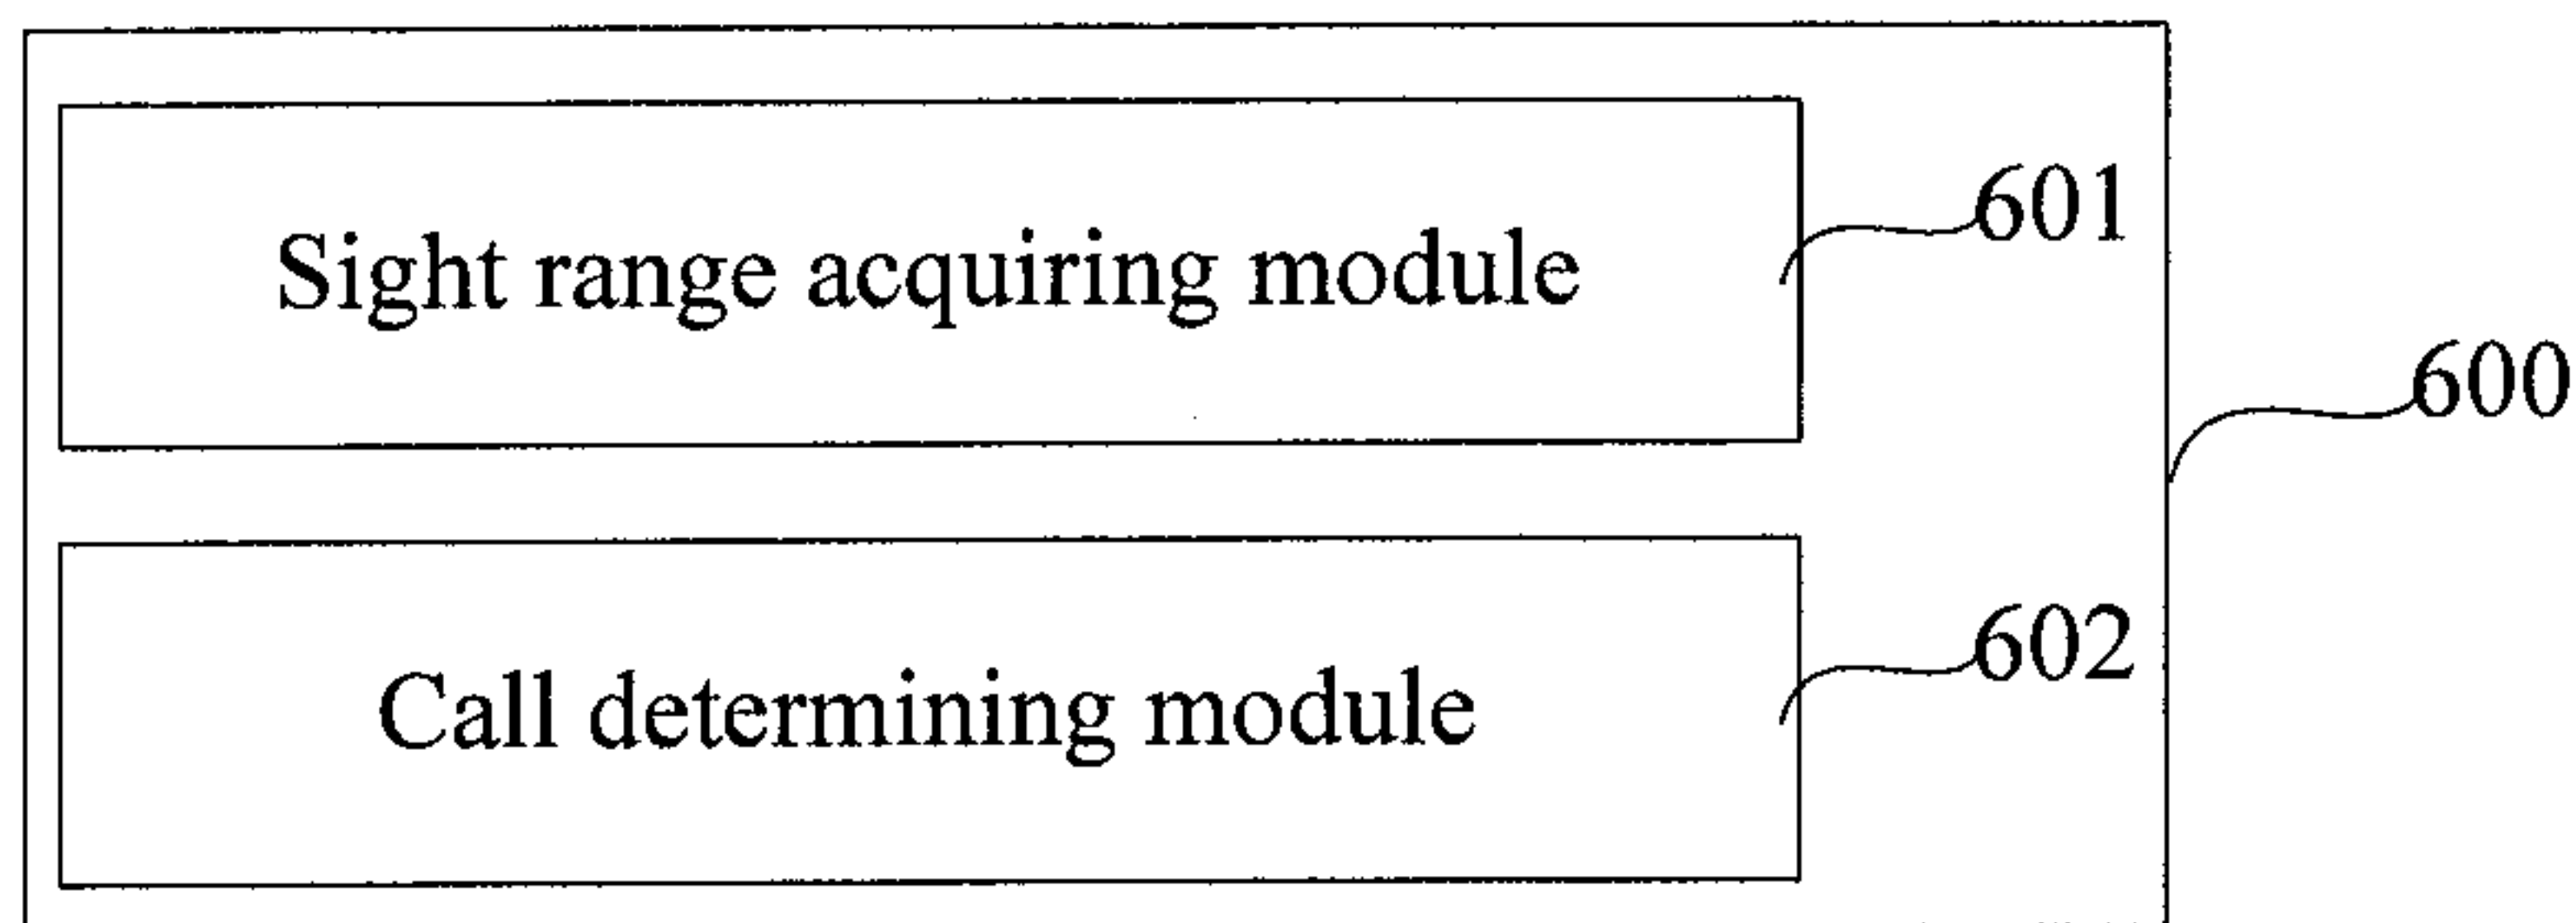 Sight range acquiring module
601
600
Call determining module
602